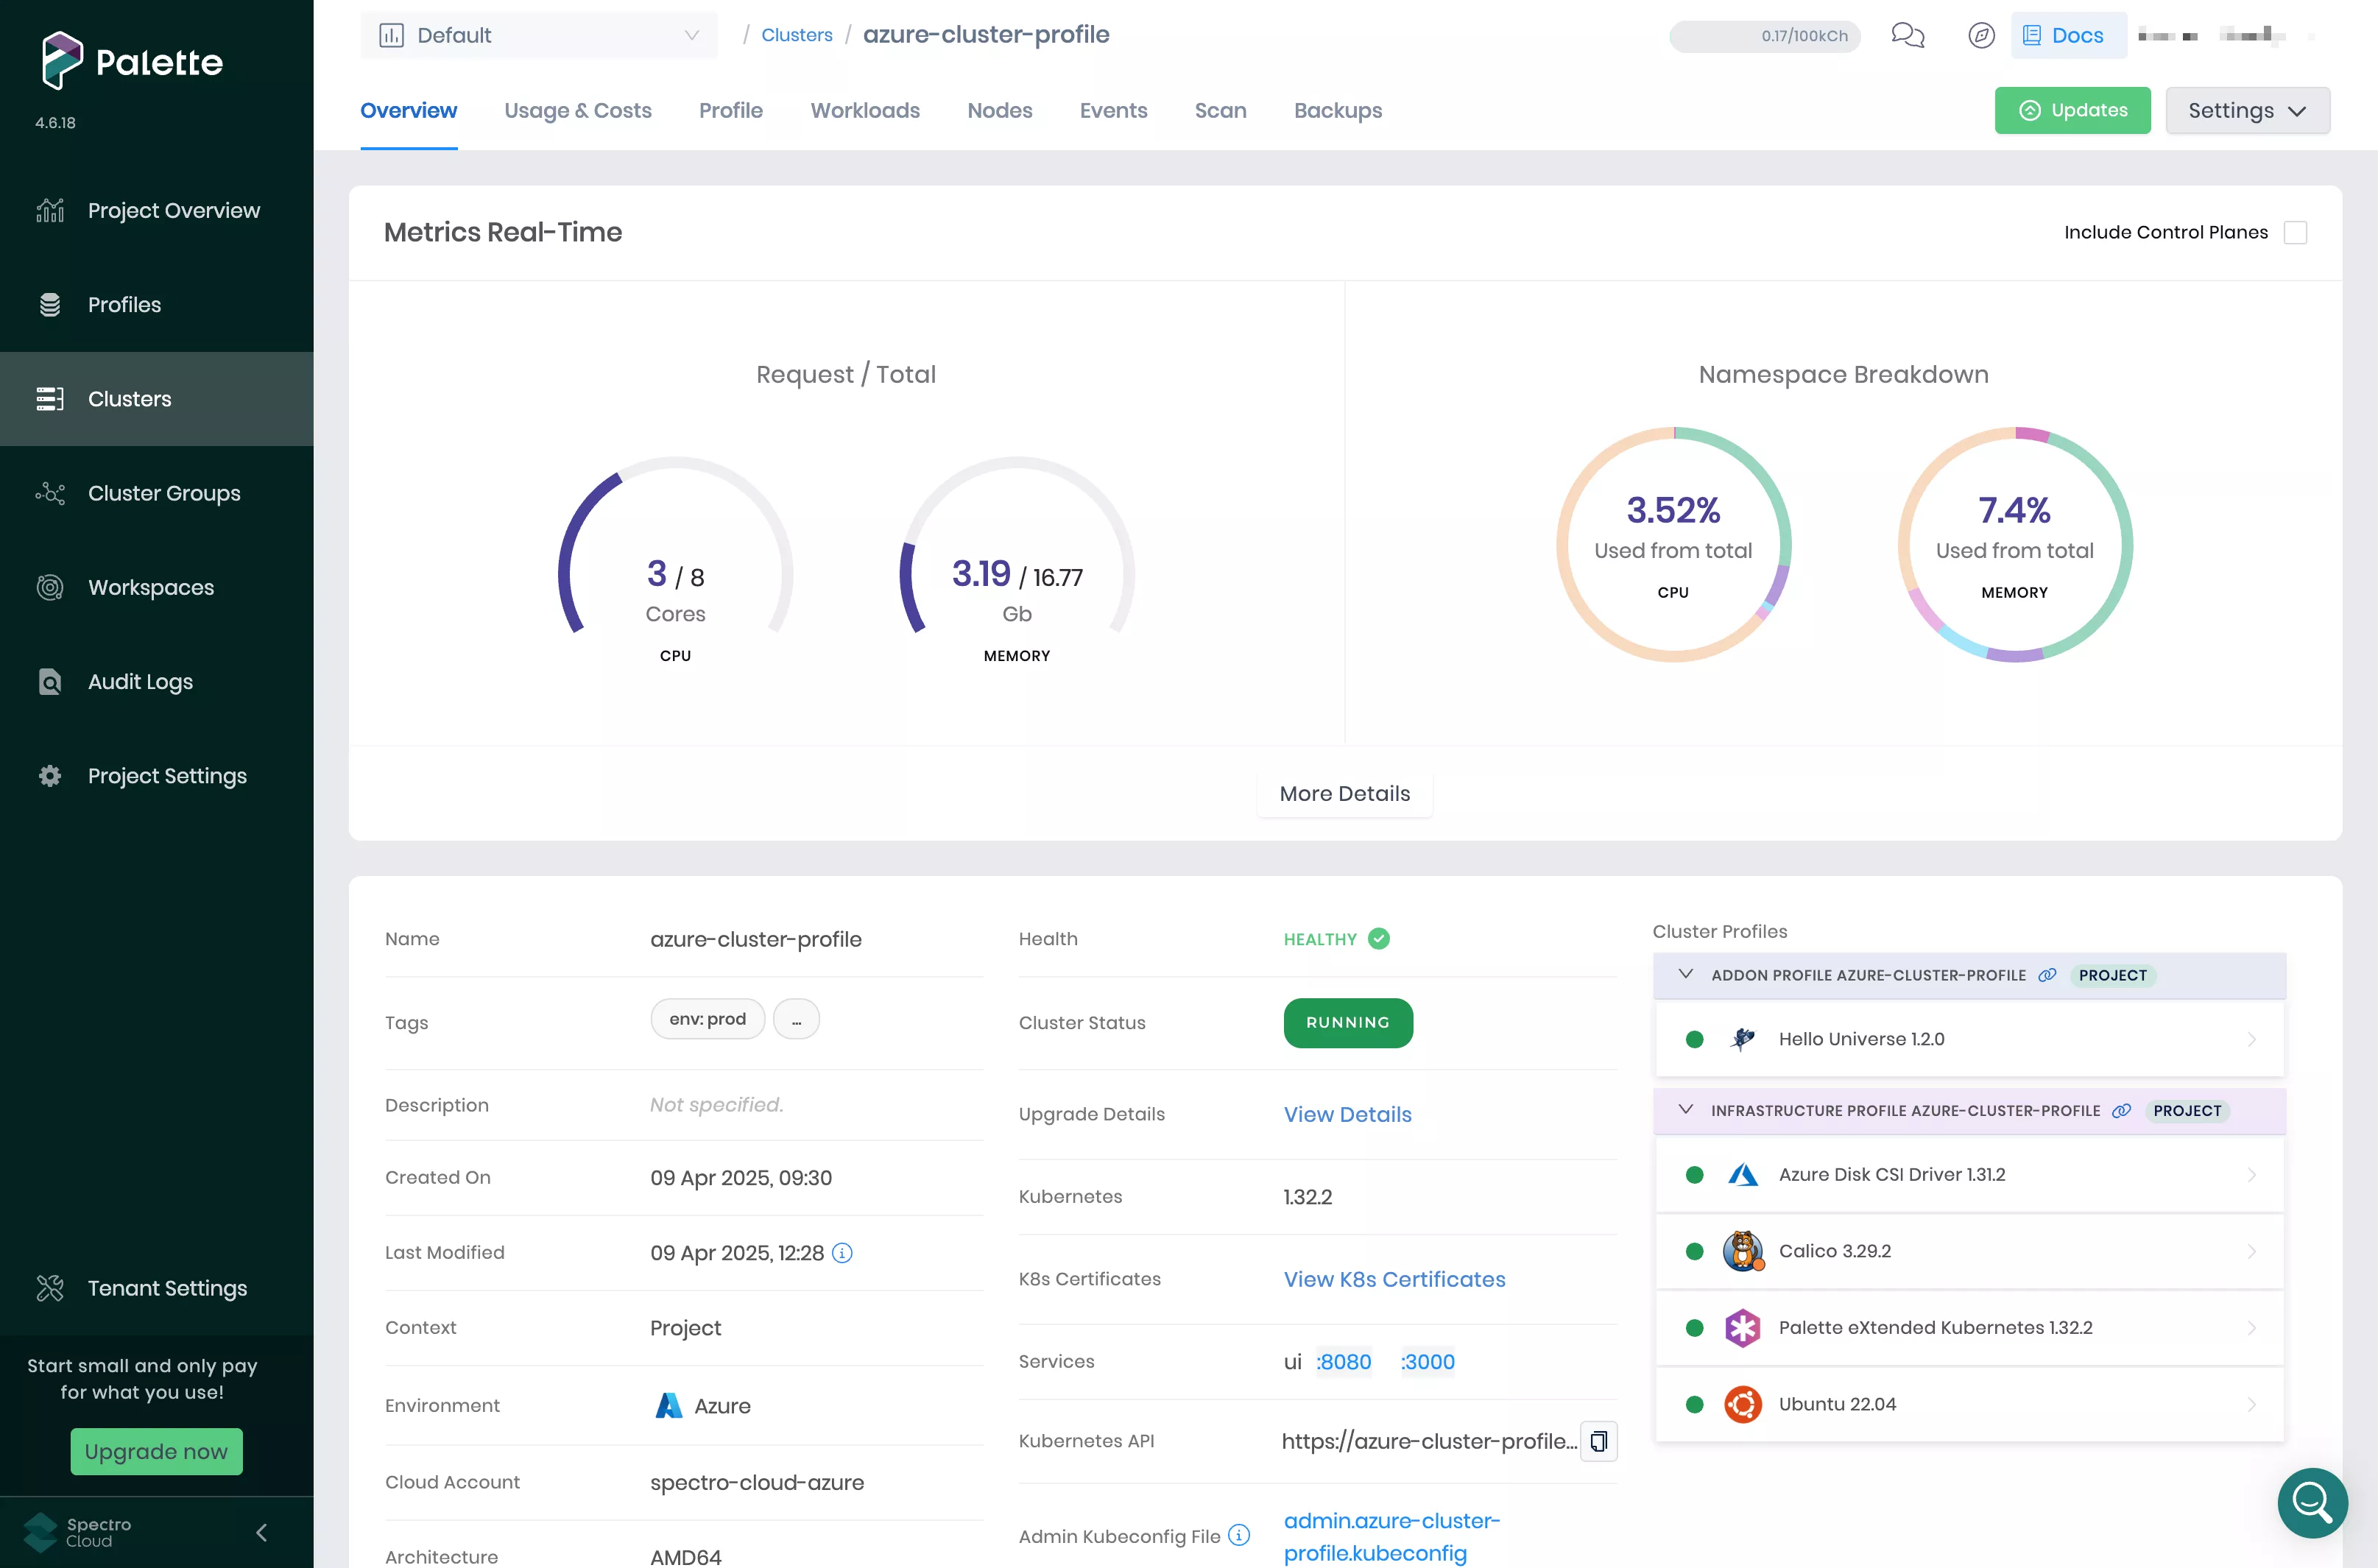 Palette
4.6.18
Project Overview
Profiles
Clusters
Cluster Groups
Workspaces
Audit Logs
Project Settings
Tenant Settings
Start small and only pay
for what you use!
Upgrade now
Spectro
Cloud
Default
/ Clusters / azure-cluster-profile
0.17/100kCh
Docs
Overview
Usage & Costs
Profile
Workloads
Nodes
Events
Scan
Backups
Updates
Settings
Metrics Real-Time
Include Control Planes
Request / Total
3 / 8
Cores
CPU
3.19 / 16.77
Gb
MEMORY
Namespace Breakdown
3.52%
Used from total
CPU
7.4%
Used from total
MEMORY
More Details
Name
azure-cluster-profile
Tags
env: prod
...
Description
Not specified.
Created On
09 Apr 2025, 09:30
Last Modified
09 Apr 2025, 12:28
Context
Project
Environment
Azure
Cloud Account
spectro-cloud-azure
Architecture
AMD64
Health
HEALTHY
Cluster Status
RUNNING
Upgrade Details
View Details
Kubernetes
1.32.2
K8s Certificates
View K8s Certificates
Services
ui :8080 :3000
Kubernetes API
https://azure-cluster-profile...
Admin Kubeconfig File
admin.azure-cluster-
profile.kubeconfig
Cluster Profiles
ADDON PROFILE AZURE-CLUSTER-PROFILE PROJECT
Hello Universe 1.2.0
INFRASTRUCTURE PROFILE AZURE-CLUSTER-PROFILE PROJECT
Azure Disk CSI Driver 1.31.2
Calico 3.29.2
Palette eXtended Kubernetes 1.32.2
Ubuntu 22.04